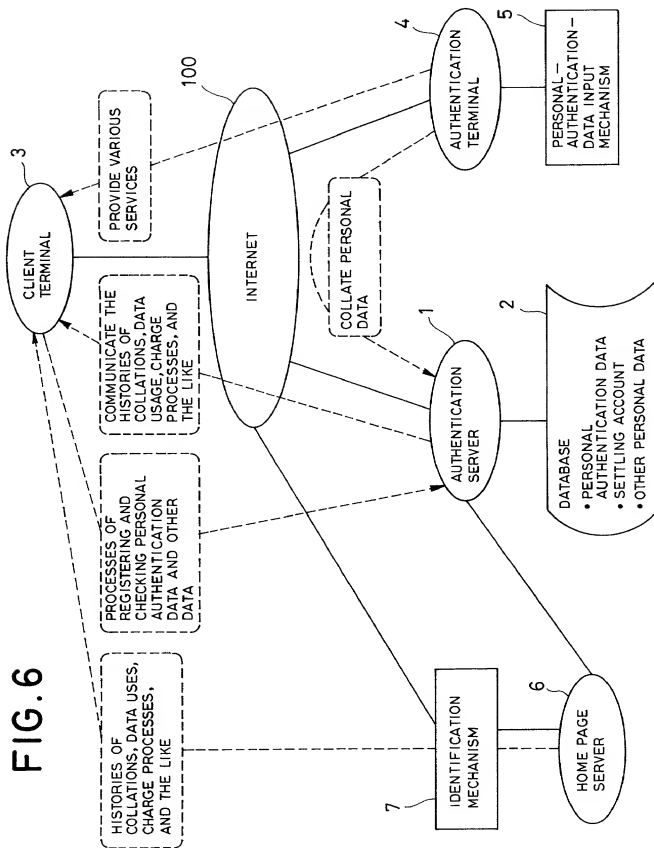 FIG.6
3
CLIENT
TERMINAL
HISTORIES OF
COLLATIONS, DATA USES,
CHARGE PROCESSES,
AND THE LIKE
PROCESSES OF
REGISTERING AND
CHECKING PERSONAL
AUTHENTICATION
DATA AND OTHER
DATA
COMMUNICATE THE
HISTORIES OF
COLLATIONS, DATA
USAGE, CHARGE
PROCESSES, AND
THE LIKE
PROVIDE VARIOUS
SERVICES
100
INTERNET
COLLATE PERSONAL
DATA
7
IDENTIFICATION
MECHANISM
6
HOME PAGE
SERVER
1
AUTHENTICATION
SERVER
2
DATABASE
• PERSONAL
AUTHENTICATION DATA
• SETTLING ACCOUNT
• OTHER PERSONAL DATA
4
AUTHENTICATION
TERMINAL
5
PERSONAL–
AUTHENTICATION–
DATA INPUT
MECHANISM